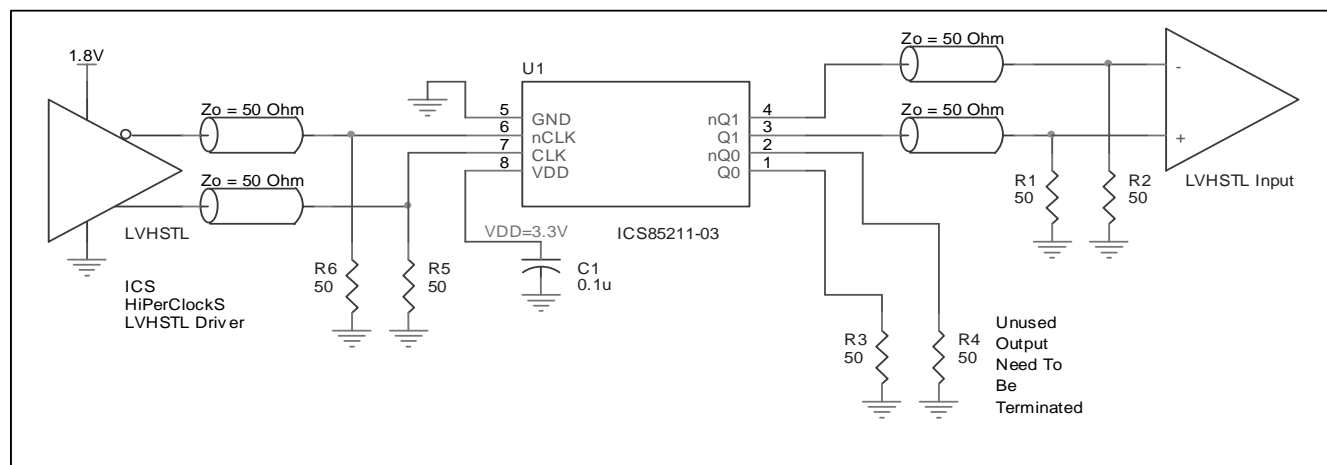 1.8V
Zo = 50 Ohm
Zo = 50 Ohm
LVHSTL
ICS
HiPerClockS
LVHSTL Driver
R6
50
R5
50
U1
5
6
7
8
GND
nCLK
CLK
VDD
nQ1
Q1
nQ0
Q0
4
3
2
1
ICS85211-03
VDD=3.3V
C1
0.1u
Zo = 50 Ohm
Zo = 50 Ohm
-
+
R1
50
R2
50
LVHSTL Input
R3
50
R4
50
Unused
Output
Need To
Be
Terminated